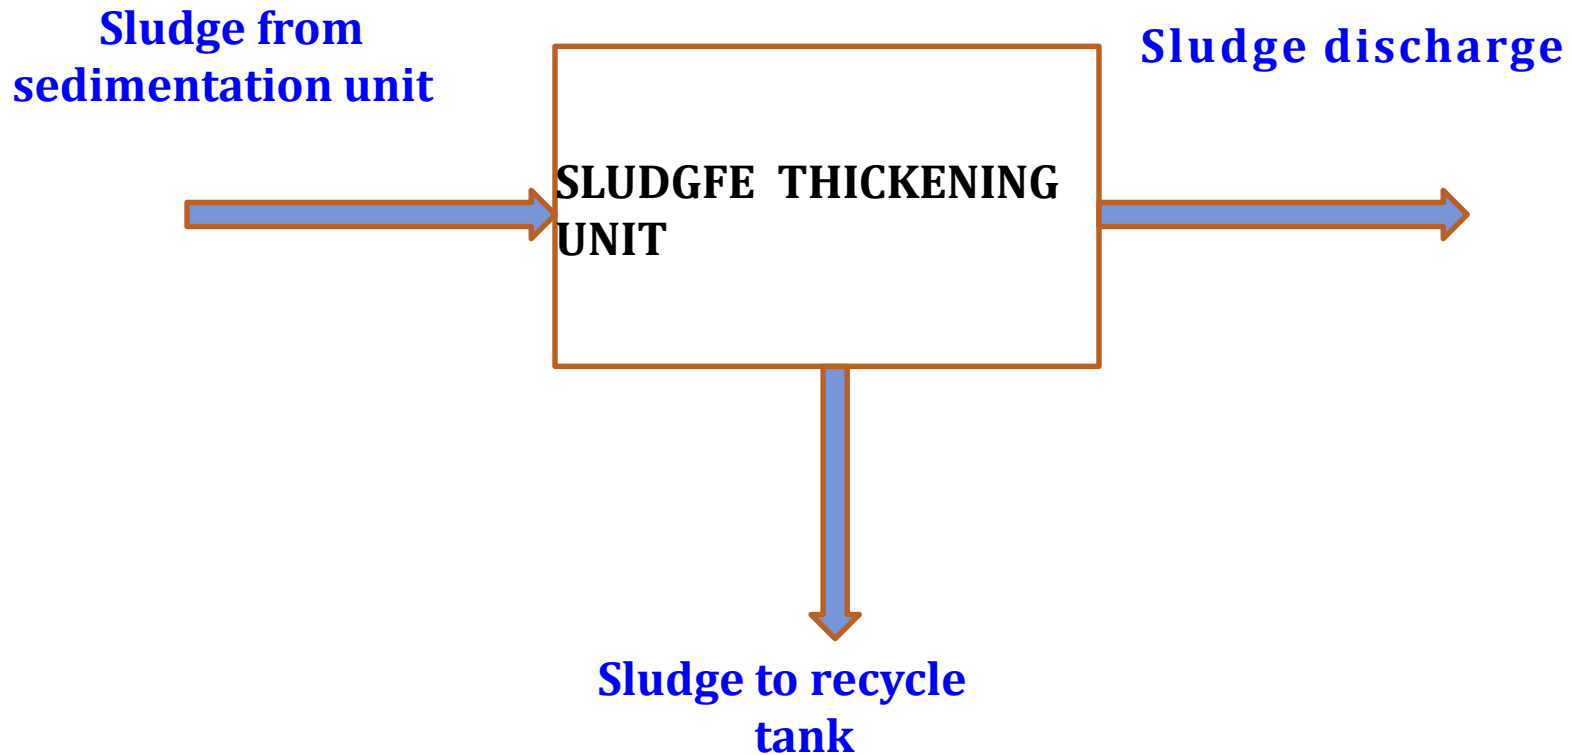 Sludge from
sedimentation unit
Sludge discharge
SLUDGFE THICKENING
UNIT
Sludge to recycle
tank